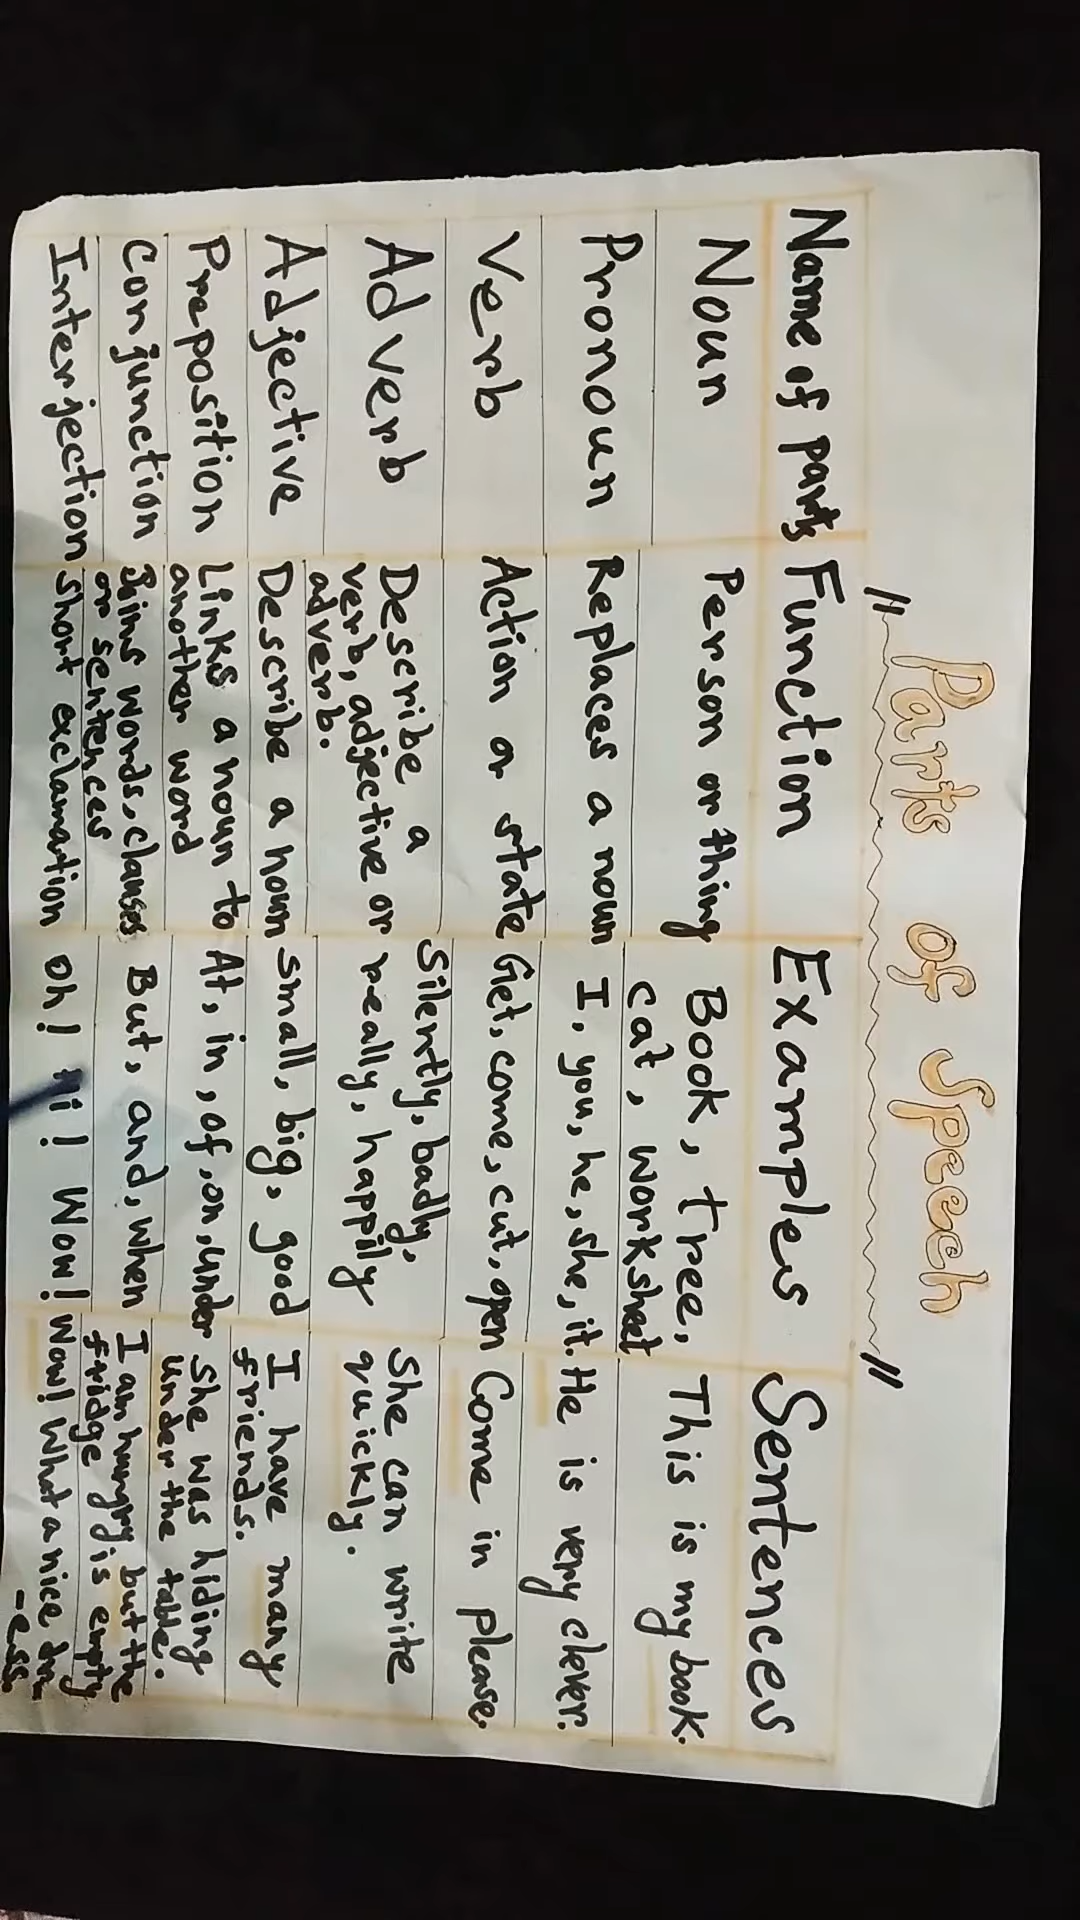 "Parts of Speech"
Name of parts Function Examples Sentences
Noun Person or thing Book, tree, cat, worksheet This is my book.
Pronoun Replaces a noun I, you, he, she, it. He is very clever.
Verb Action or state Get, come, cut, open Come in please.
Adverb Describe a verb, adjective or adverb. Silently, badly, really, happily She can write quickly.
Adjective Describe a noun small, big, good I have many friends.
Preposition Links a noun to another word At, in, of, on, under She was hiding under the table.
Conjunction Joins words, clauses or sentences But, and, when I am hungry but the fridge is empty
Interjection short exclamation oh! Hi! Wow! Wow! What a nice dr-ess.